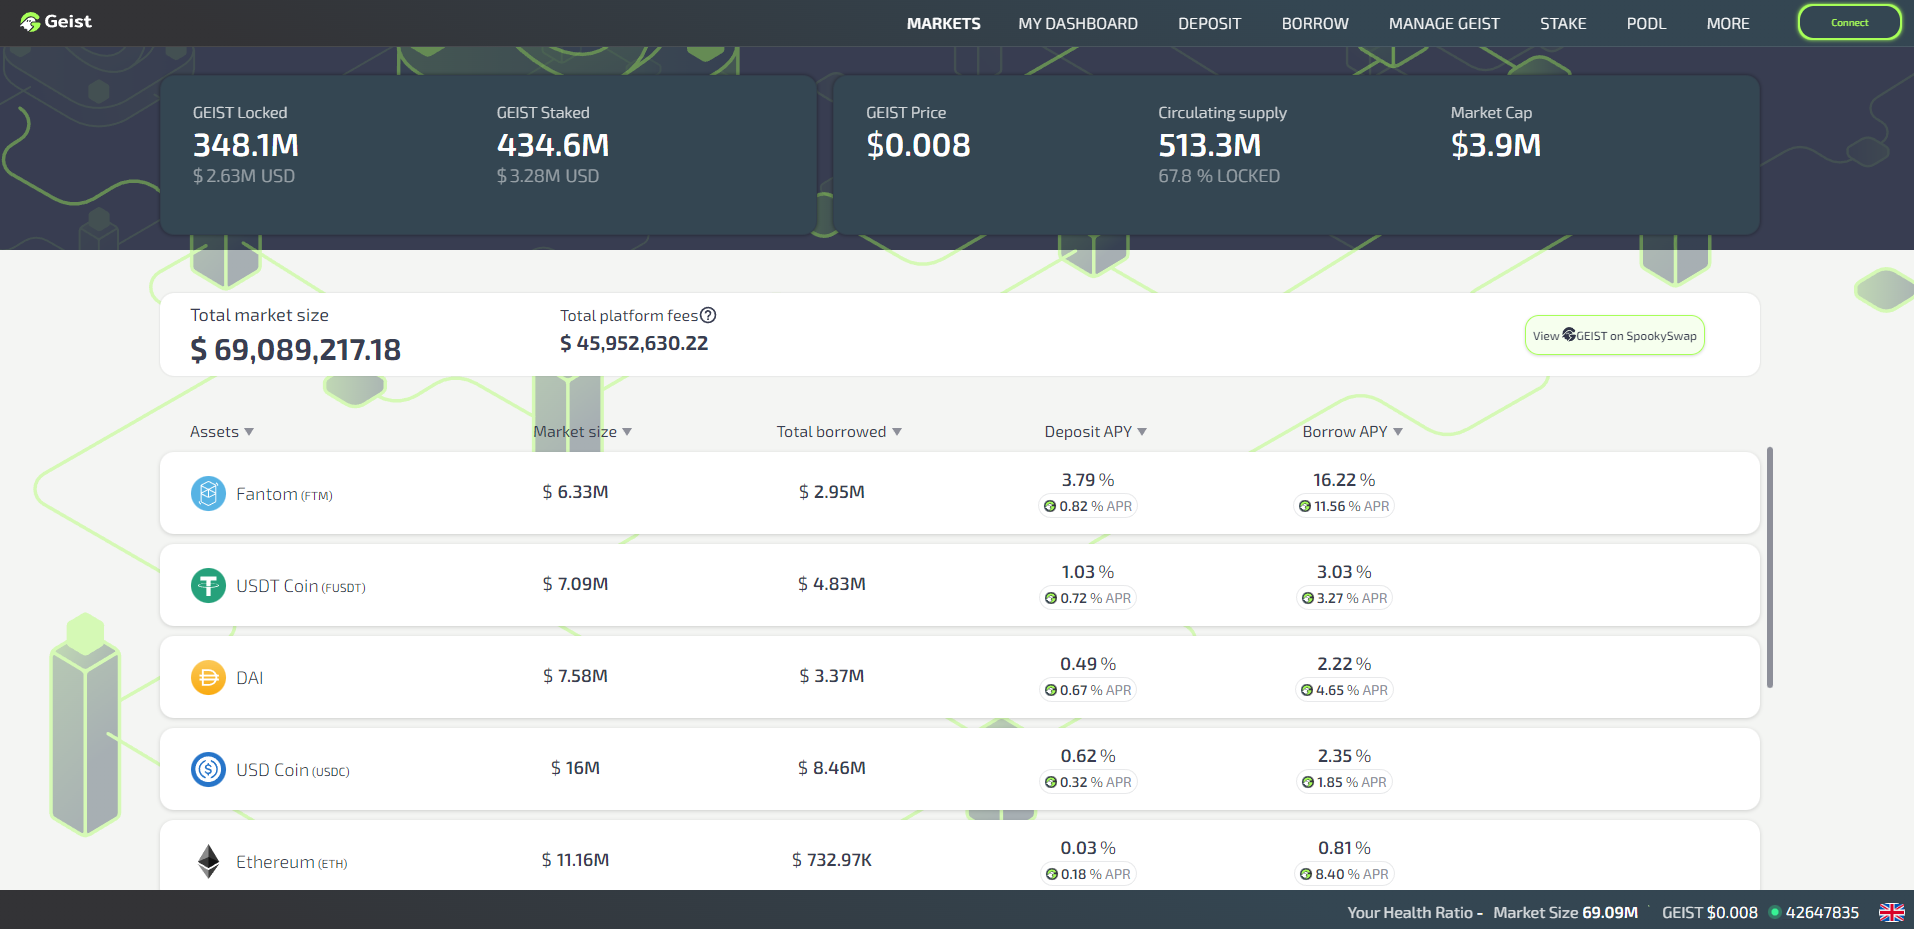 Geist
MARKETS MY DASHBOARD DEPOSIT BORROW MANAGE GEIST STAKE PODL MORE Connect
GEIST Locked GEIST Staked GEIST Price Circulating supply Market Cap
348.1M 434.6M $0.008 513.3M $3.9M
$ 2.63M USD $ 3.28M USD 67.8 % LOCKED
Total market size Total platform fees
$ 69,089,217.18 $ 45,952,630.22
View GEIST on SpookySwap
Assets Market size Total borrowed Deposit APY Borrow APY
Fantom (FTM) $ 6.33M $ 2.95M 3.79 % 16.22 %
0.82 % APR 11.56 % APR
USDT Coin (FUSDT) $ 7.09M $ 4.83M 1.03 % 3.03 %
0.72 % APR 3.27 % APR
DAI $ 7.58M $ 3.37M 0.49 % 2.22 %
0.67 % APR 4.65 % APR
USD Coin (USDC) $ 16M $ 8.46M 0.62 % 2.35 %
0.32 % APR 1.85 % APR
Ethereum (ETH) $ 11.16M $ 732.97K 0.03 % 0.81 %
0.18 % APR 8.40 % APR
Your Health Ratio - Market Size 69.09M GEIST $0.008 42647835